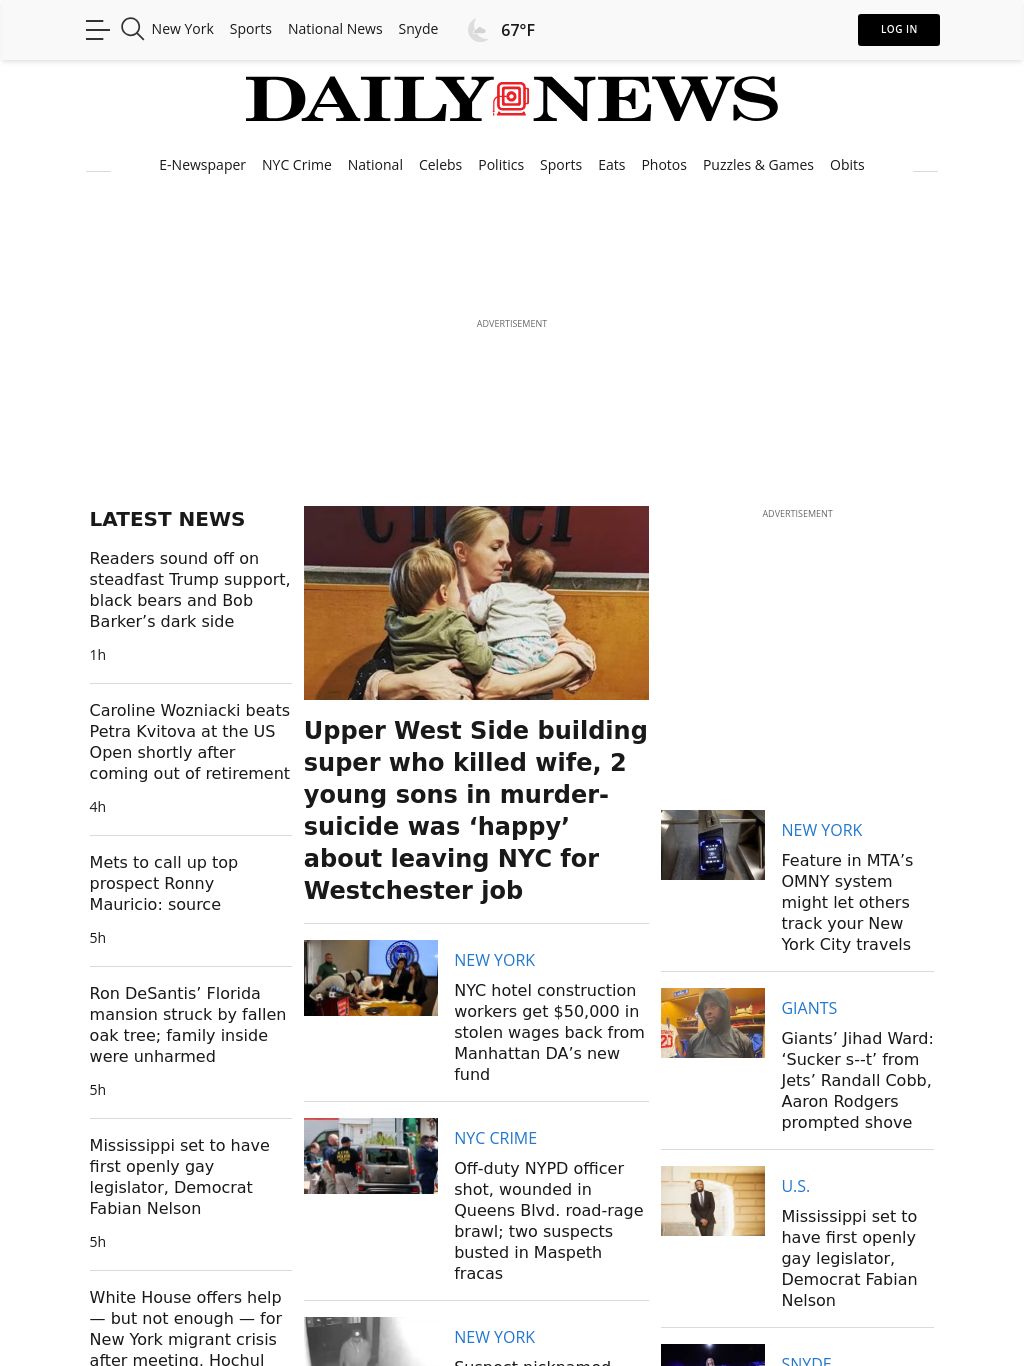 New York Sports National News Snyde 67°F LOG IN
DAILY NEWS
E-Newspaper NYC Crime National Celebs Politics Sports Eats Photos Puzzles & Games Obits
ADVERTISEMENT
LATEST NEWS
Readers sound off on
steadfast Trump support,
black bears and Bob
Barker’s dark side
1h
Caroline Wozniacki beats
Petra Kvitova at the US
Open shortly after
coming out of retirement
4h
Mets to call up top
prospect Ronny
Mauricio: source
5h
Ron DeSantis’ Florida
mansion struck by fallen
oak tree; family inside
were unharmed
5h
Mississippi set to have
first openly gay
legislator, Democrat
Fabian Nelson
5h
White House offers help
— but not enough — for
New York migrant crisis
after meeting, Hochul
Upper West Side building
super who killed wife, 2
young sons in murder-
suicide was ‘happy’
about leaving NYC for
Westchester job
NEW YORK
NYC hotel construction
workers get $50,000 in
stolen wages back from
Manhattan DA’s new
fund
NYC CRIME
Off-duty NYPD officer
shot, wounded in
Queens Blvd. road-rage
brawl; two suspects
busted in Maspeth
fracas
NEW YORK
Suspect nicknamed
ADVERTISEMENT
NEW YORK
Feature in MTA’s
OMNY system
might let others
track your New
York City travels
GIANTS
Giants’ Jihad Ward:
‘Sucker s--t’ from
Jets’ Randall Cobb,
Aaron Rodgers
prompted shove
U.S.
Mississippi set to
have first openly
gay legislator,
Democrat Fabian
Nelson
SNYDE